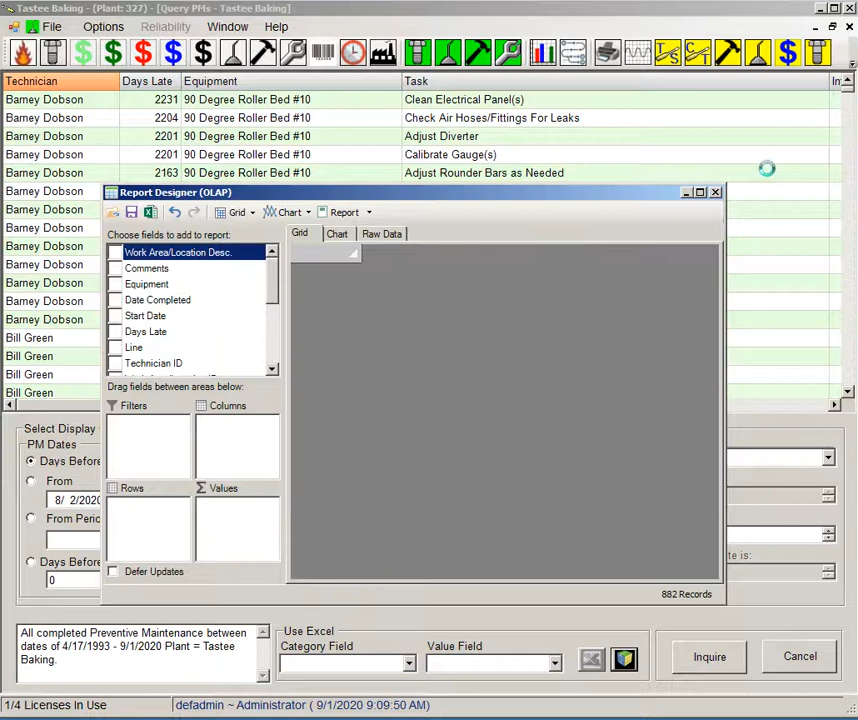 Tastee Baking - (Plant: 327) - [Query PMs - Tastee Baking]
File Options Reliability Window Help
Technician Days Late Equipment Task In
Barney Dobson 2231 90 Degree Roller Bed #10 Clean Electrical Panel(s)
Barney Dobson 2204 90 Degree Roller Bed #10 Check Air Hoses/Fittings For Leaks
Barney Dobson 2201 90 Degree Roller Bed #10 Adjust Diverter
Barney Dobson 2201 90 Degree Roller Bed #10 Calibrate Gauge(s)
Barney Dobson 2163 90 Degree Roller Bed #10 Adjust Rounder Bars as Needed
Barney Dobson
Barney Dobson
Barney Dobson
Barney Dobson
Barney Dobson
Barney Dobson
Barney Dobson
Barney Dobson
Bill Green
Bill Green
Bill Green
Bill Green
Report Designer (OLAP)
Grid Chart Report
Choose fields to add to report:
Work Area/Location Desc.
Comments
Equipment
Date Completed
Start Date
Days Late
Line
Technician ID
Drag fields between areas below:
Filters Columns
Rows Σ Values
Defer Updates
Grid Chart Raw Data
882 Records
Select Display
PM Dates
Days Before
From
8/ 2/2020
From Perio
Days Before
0
te is:
All completed Preventive Maintenance between
dates of 4/17/1993 - 9/1/2020 Plant = Tastee
Baking.
Use Excel
Category Field Value Field
Inquire Cancel
1/4 Licenses In Use defadmin ~ Administrator ( 9/1/2020 9:09:50 AM)